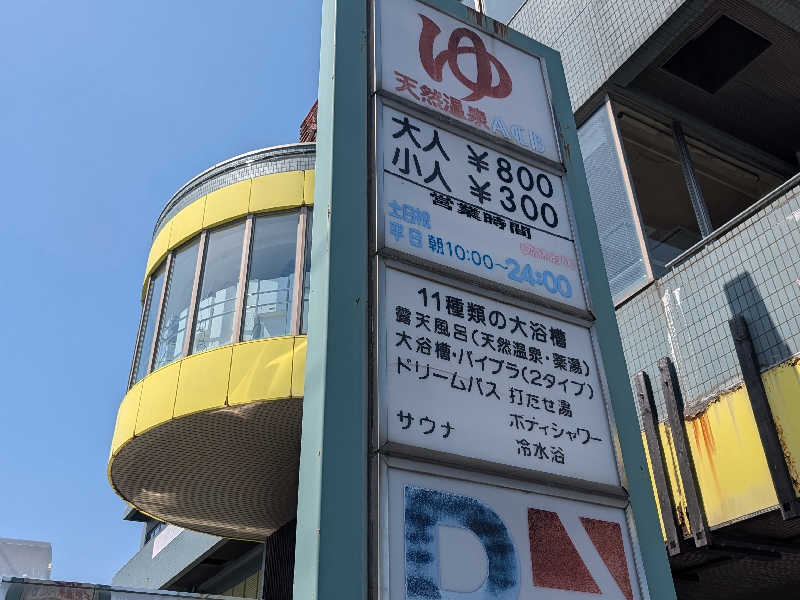 ゆ
天然温泉
大人 ¥800
小人 ¥300
営業時間
土日祝
平日 朝10:00~24:00
11種類の大浴槽
露天風呂(天然温泉・薬湯)
大浴槽・バイブラ(2タイプ)
ドリームバス 打たせ湯
ボディシャワー
サウナ 冷水浴
P